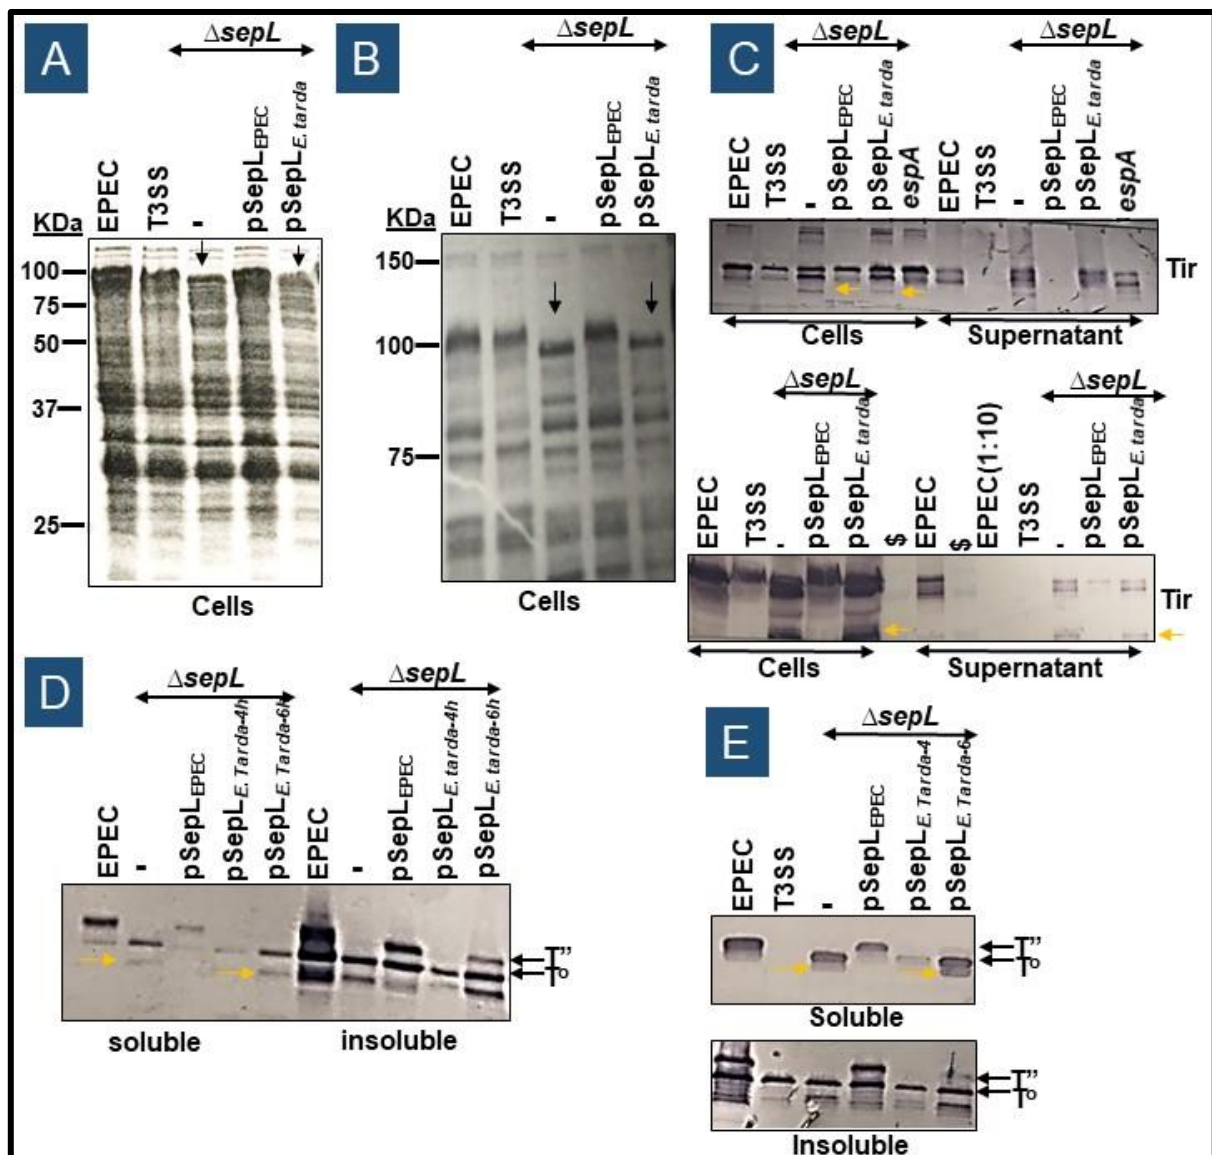 A
ΔsepL
KDa
EPEC
T3SS
-
pSepLEPEC
pSepLE. tarda
100
75
50
37
25
Cells
B
ΔsepL
KDa
EPEC
T3SS
-
pSepLEPEC
pSepLE. tarda
150
100
75
Cells
C
ΔsepL
ΔsepL
EPEC
T3SS
-
pSepLEPEC
pSepLE. tarda
espA
EPEC
T3SS
-
pSepLEPEC
pSepLE. tarda
espA
Tir
Cells
Supernatant
ΔsepL
ΔsepL
EPEC
T3SS
-
pSepLEPEC
pSepLE. tarda
$
EPEC
$
EPEC(1:10)
T3SS
-
pSepLEPEC
pSepLE. tarda
Tir
Cells
Supernatant
D
ΔsepL
ΔsepL
EPEC
-
pSepLEPEC
pSepLE. Tarda-4h
pSepLE. Tarda-6h
EPEC
-
pSepLEPEC
pSepLE. tarda-4h
pSepLE. tarda-6h
T”
To
soluble
insoluble
E
ΔsepL
EPEC
T3SS
-
pSepLEPEC
pSepLE. Tarda-4
pSepLE. Tarda-6
T”
To
Soluble
T”
To
Insoluble